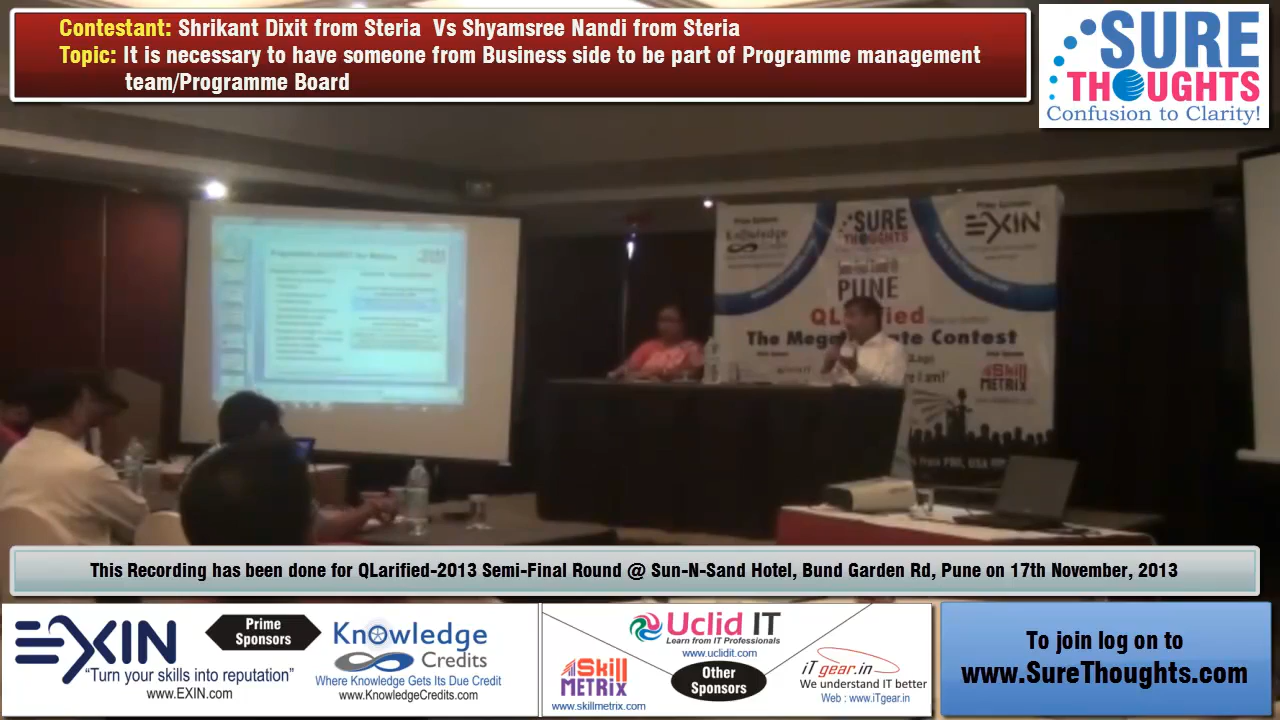 Contestant: Shrikant Dixit from Steria Vs Shyamsree Nandi from Steria
Topic: It is necessary to have someone from Business side to be part of Programme management
team/Programme Board
SURE
THOUGHTS
Confusion to Clarity!
SURE
THOUGHTS
Knowledge
EXIN
PUNE
The Mega
te Contest
Skill
METRIX
This Recording has been done for QLarified-2013 Semi-Final Round @ Sun-N-Sand Hotel, Bund Garden Rd, Pune on 17th November, 2013
EXIN
"Turn your skills into reputation"
www.EXIN.com
Prime
Sponsors
Knowledge
Credits
Where Knowledge Gets Its Due Credit
www.KnowledgeCredits.com
Uclid IT
Learn from IT Professionals
www.uclidit.com
Skill
METRIX
www.skillmetrix.com
Other
Sponsors
iT gear.in
We understand IT better
Web : www.iTgear.in
To join log on to
www.SureThoughts.com